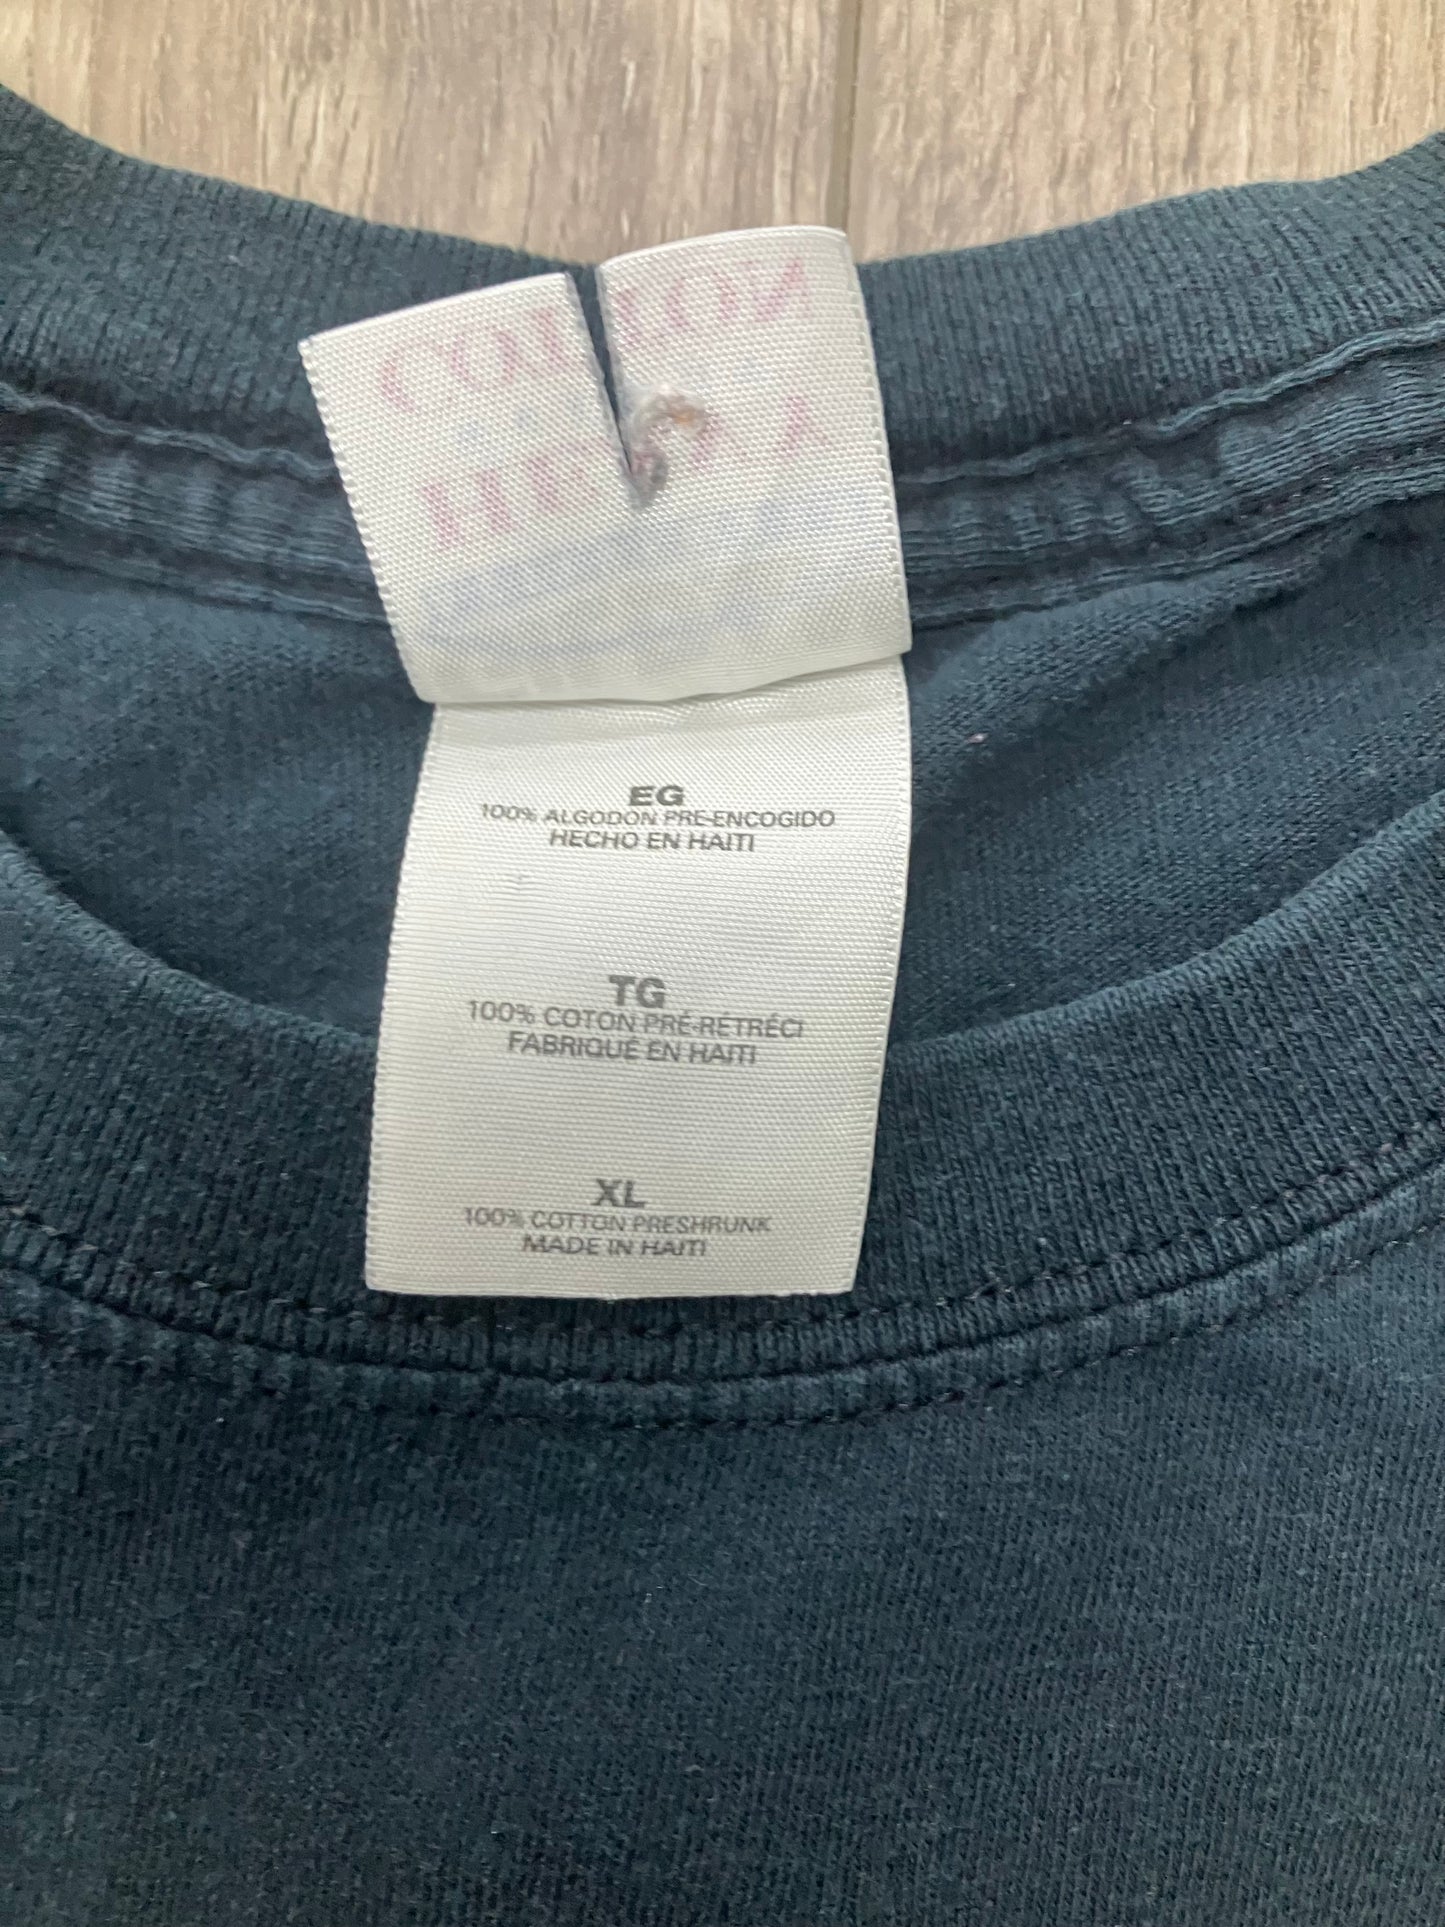 EG
100% ALGODON PRE-ENCOGIDO
HECHO EN HAITI
TG
100% COTON PRÉ-RÉTRÉCI
FABRIQUÉ EN HAITI
XL
100% COTTON PRESHRUNK
MADE IN HAITI